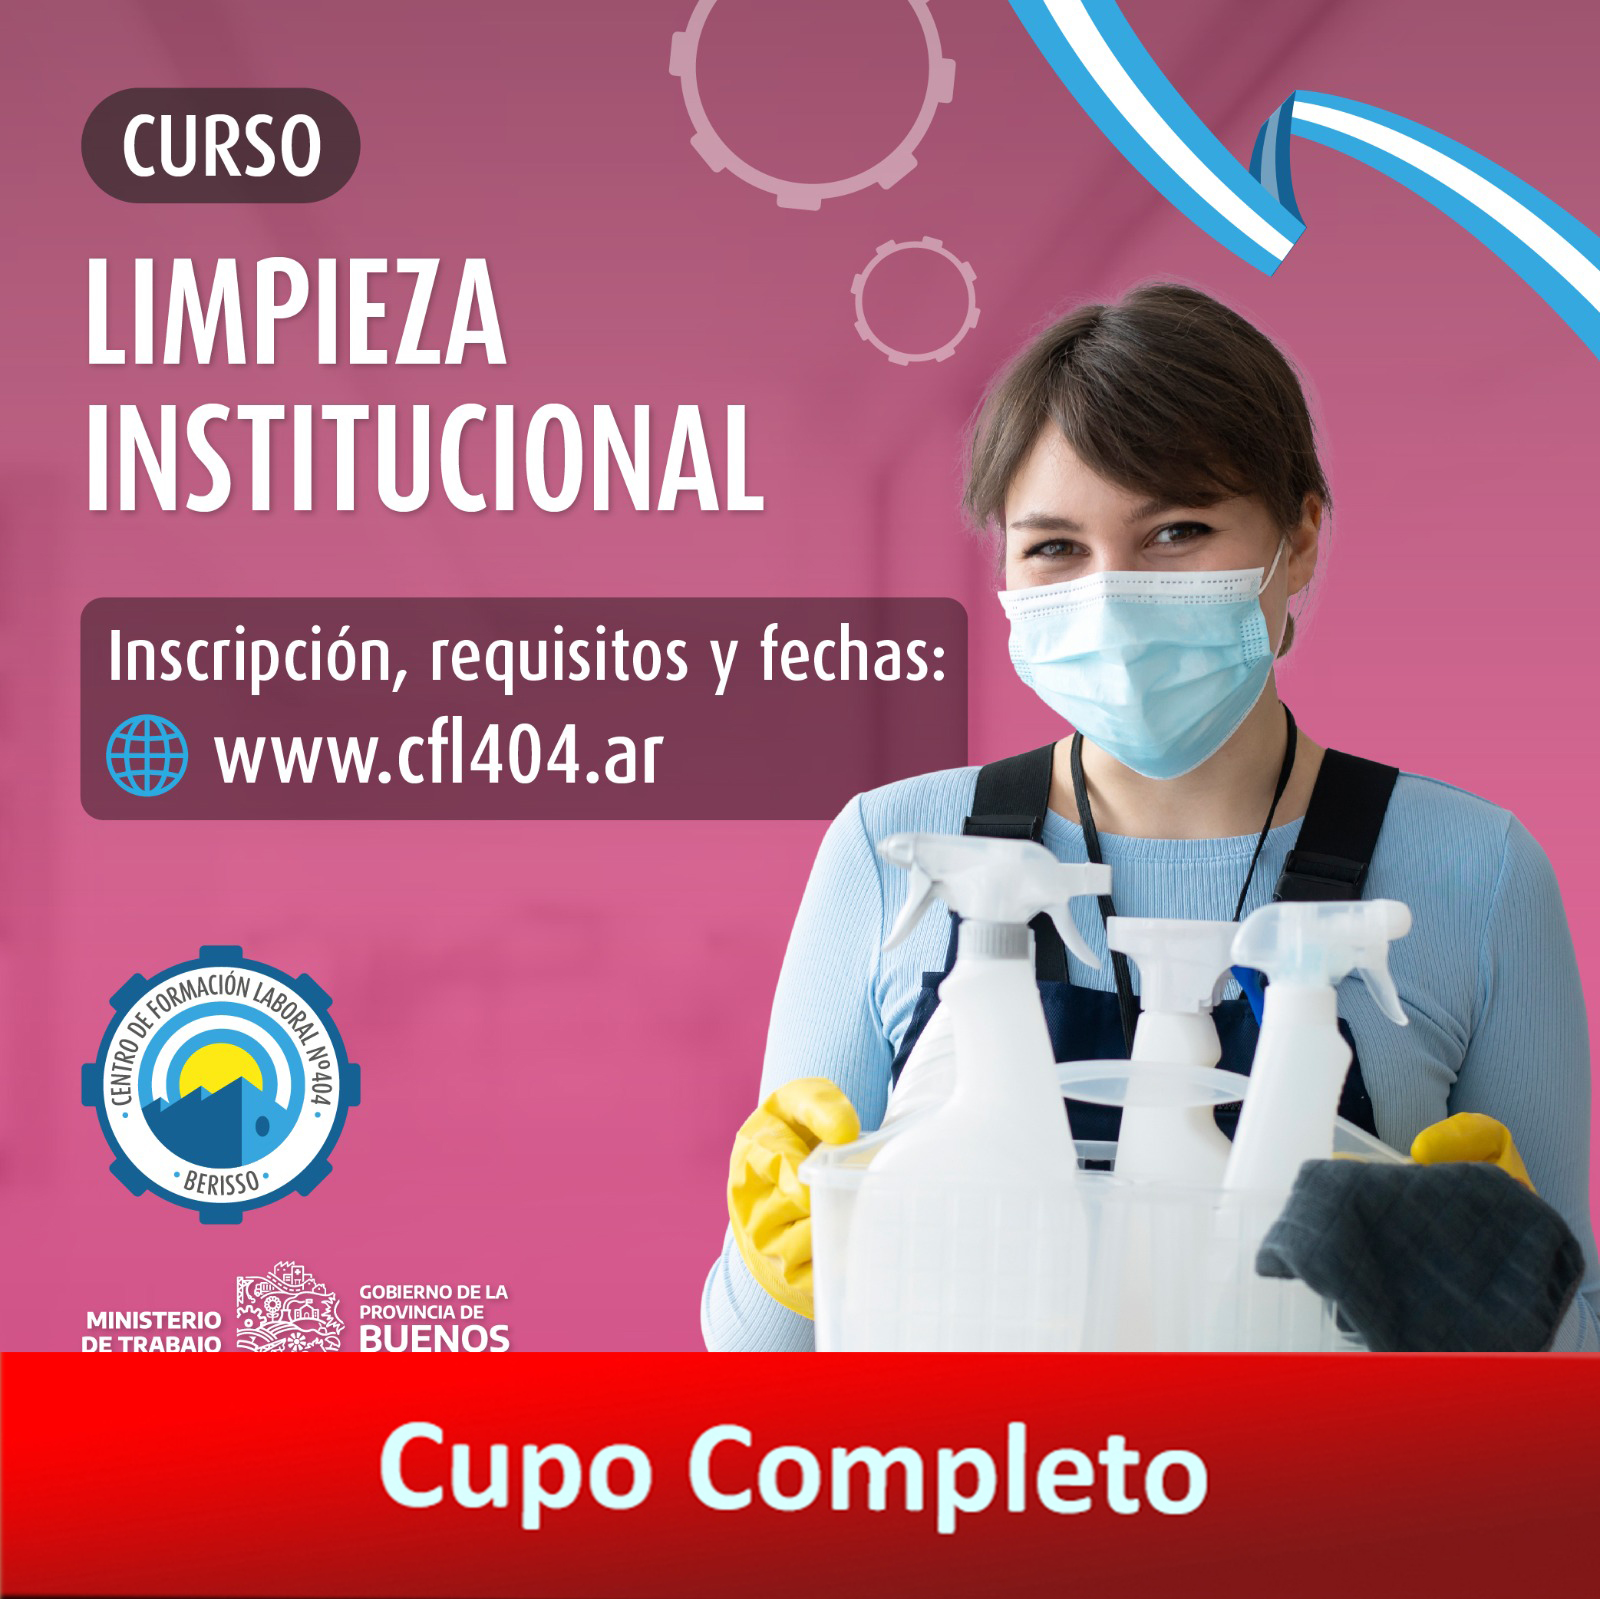 CURSO
LIMPIEZA
INSTITUCIONAL
Inscripción, requisitos y fechas:
www.cfl404.ar
CENTRO DE FORMACIÓN LABORAL Nº404
BERISSO
MINISTERIO
DE TRABAJO
GOBIERNO DE LA
PROVINCIA DE
BUENOS
Cupo Completo